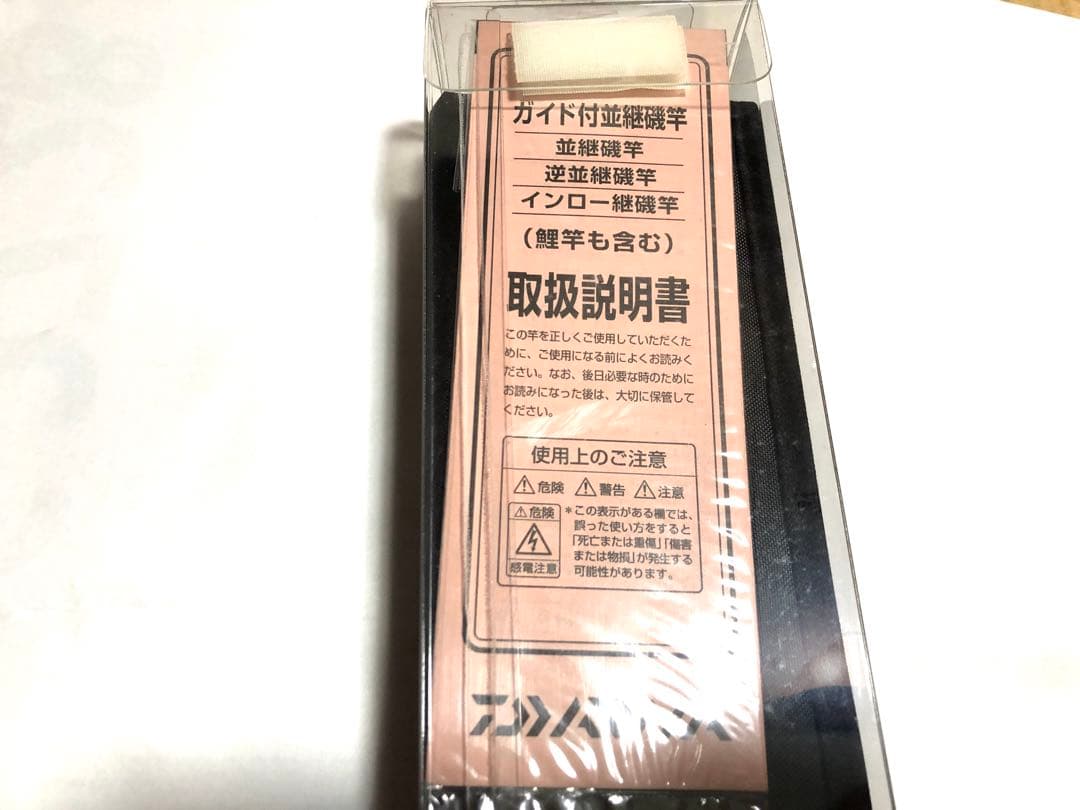 ガイド付並継磯竿
並継磯竿
逆並継磯竿
インロー継磯竿
(鯉竿も含む)
取扱説明書
この竿を正しくご使用していただくた
めに、ご使用になる前によくお読みく
ださい。なお、後日必要な時のために
お読みになった後は、大切に保管して
ください。
使用上のご注意
⚠危険 ⚠警告 ⚠注意
⚠危険
感電注意
*この表示がある欄では、
誤った使い方をすると
「死亡または重傷」「傷害
または物損」が発生する
可能性があります。
DAIWA